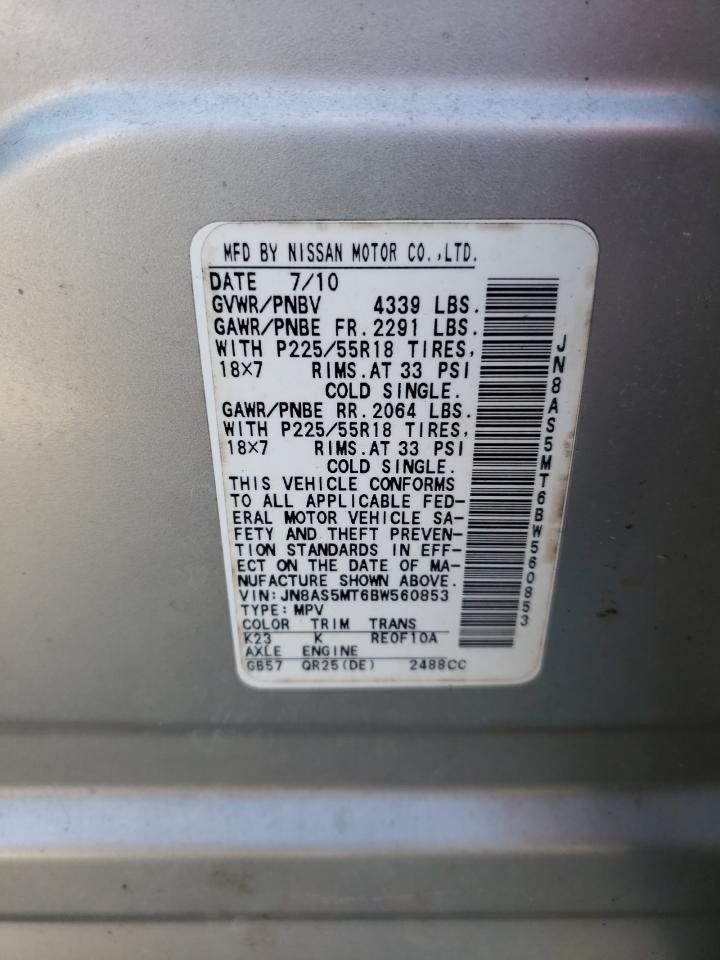 MFD BY NISSAN MOTOR CO.,LTD.
DATE 7/10
GVWR/PNBV 4339 LBS.
GAWR/PNBE FR. 2291 LBS.
WITH P225/55R18 TIRES,
18×7 RIMS.AT 33 PSI
COLD SINGLE.
GAWR/PNBE RR. 2064 LBS.
WITH P225/55R18 TIRES,
18×7 RIMS.AT 33 PSI
COLD SINGLE.
THIS VEHICLE CONFORMS
TO ALL APPLICABLE FED-
ERAL MOTOR VEHICLE SA-
FETY AND THEFT PREVEN-
TION STANDARDS IN EFF-
ECT ON THE DATE OF MA-
NUFACTURE SHOWN ABOVE.
VIN: JN8AS5MT6BW560853
TYPE: MPV
COLOR TRIM TRANS
K23 K RE0F10A
AXLE ENGINE
GB57 QR25(DE) 2488CC
JN8AS5MT6BW560853